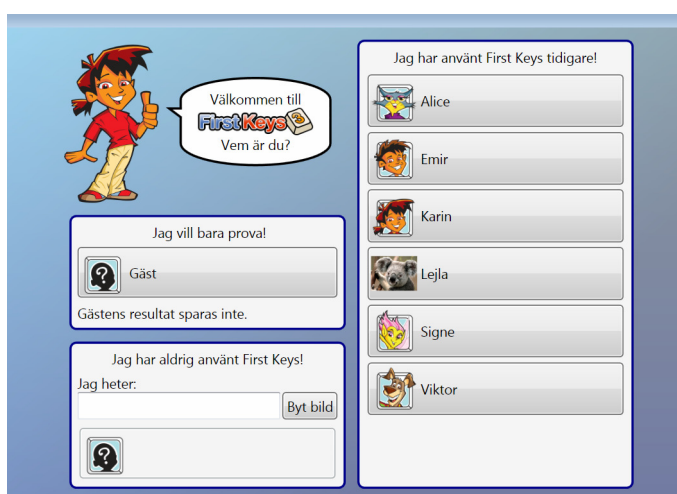 Välkommen till
First Keys 3
Vem är du?
Jag vill bara prova!
Gäst
Gästens resultat sparas inte.
Jag har aldrig använt First Keys!
Jag heter:
Byt bild
Jag har använt First Keys tidigare!
Alice
Emir
Karin
Lejla
Signe
Viktor